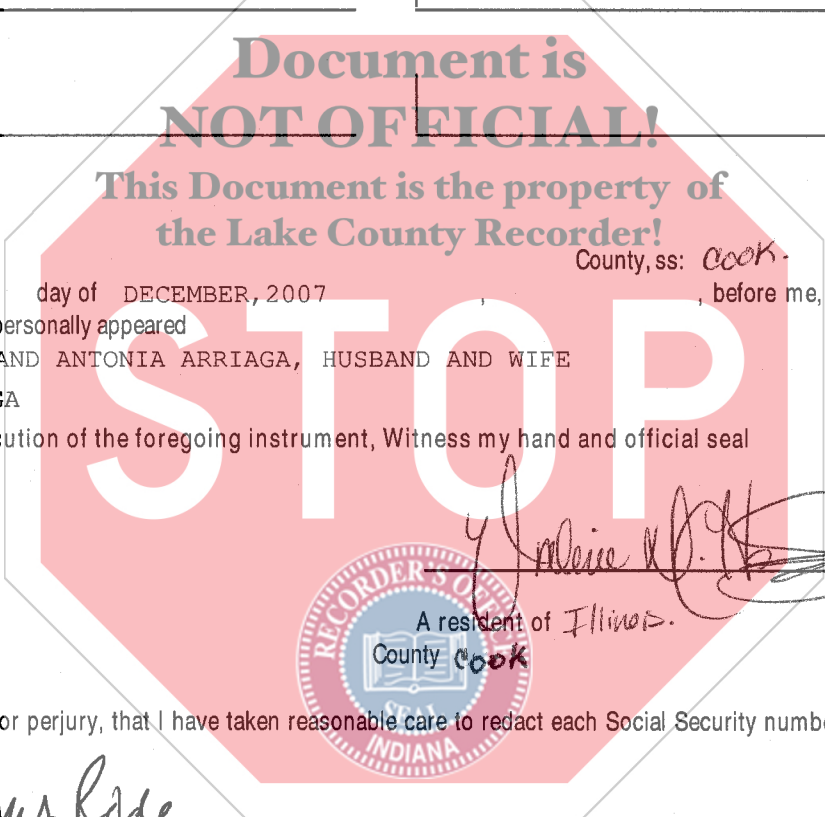 Document is
NOT OFFICIAL!
This Document is the property of
the Lake County Recorder!
County, ss: Cook.
day of DECEMBER, 2007 , , before me,
personally appeared
AND ANTONIA ARRIAGA, HUSBAND AND WIFE
GA
cution of the foregoing instrument, Witness my hand and official seal
STOP
A resident of Illinois.
County Cook
RECORDER'S OFFICE
SEAL
INDIANA
or perjury, that I have taken reasonable care to redact each Social Security numbe